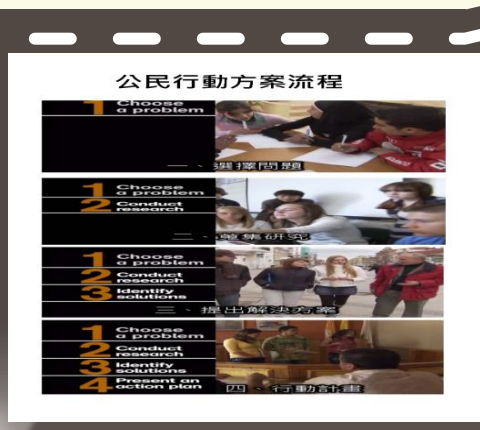 公民行動方案流程
1 Choose
a problem
一、選擇問題
1 Choose
a problem
2 Conduct
research
二、蒐集研究
1 Choose
a problem
2 Conduct
research
3 Identify
solutions
三、提出解決方案
1 Choose
a problem
2 Conduct
research
3 Identify
solutions
4 Present an
action plan
四、行動計畫